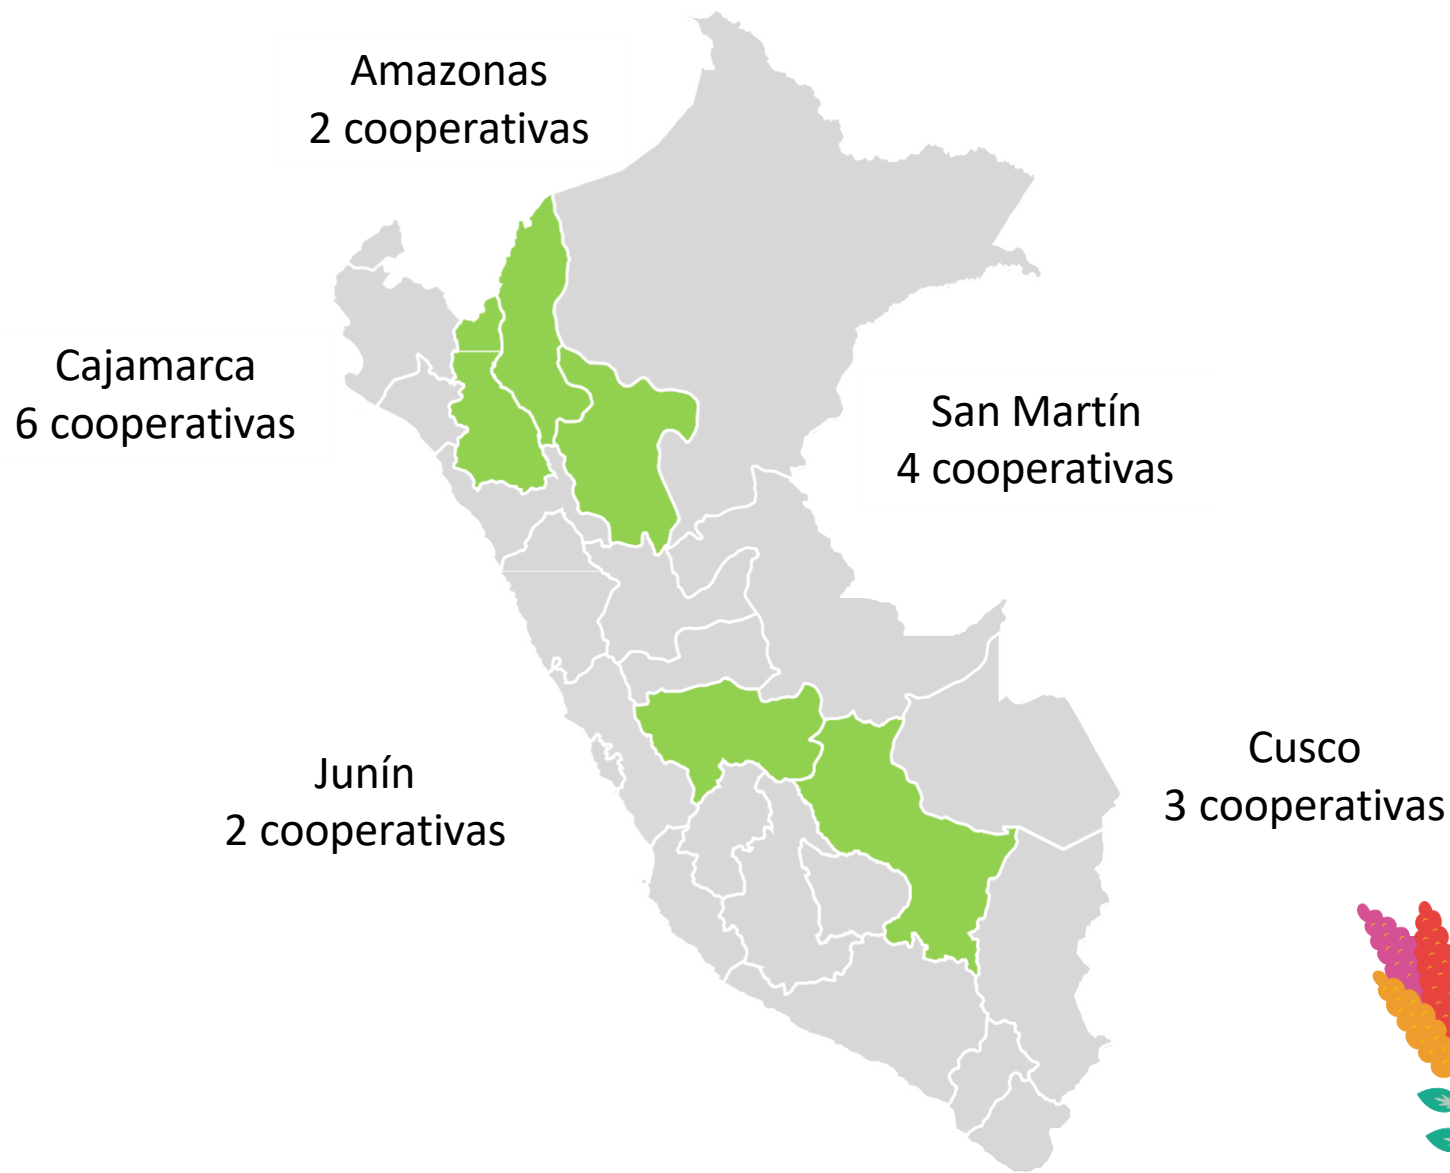 Amazonas
2 cooperativas
Cajamarca
6 cooperativas
San Martín
4 cooperativas
Junín
2 cooperativas
Cusco
3 cooperativas